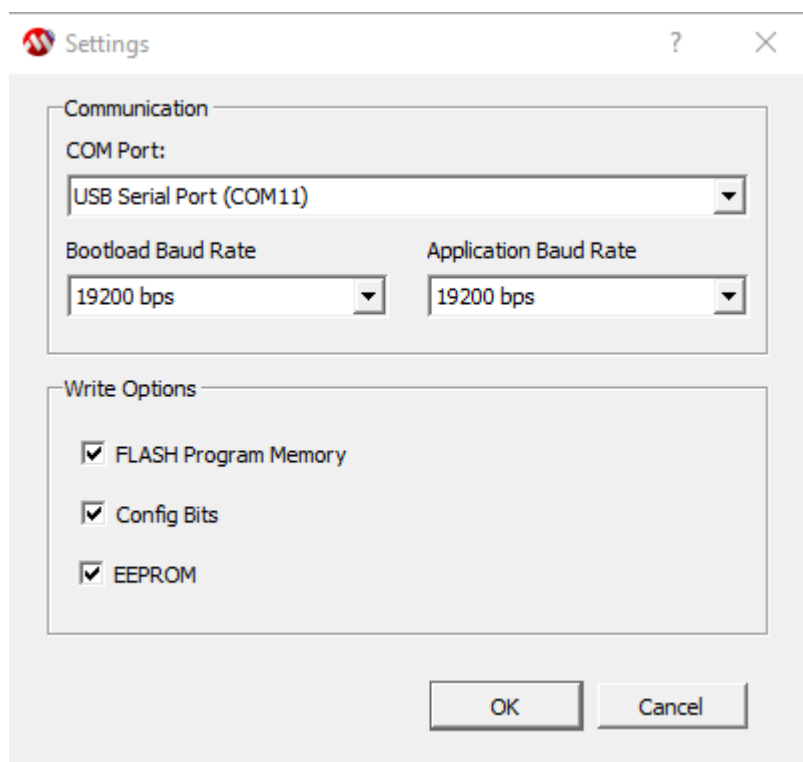 Settings
?
Communication
COM Port:
USB Serial Port (COM11)
Bootload Baud Rate Application Baud Rate
19200 bps 19200 bps
Write Options
FLASH Program Memory
Config Bits
EEPROM
OK Cancel